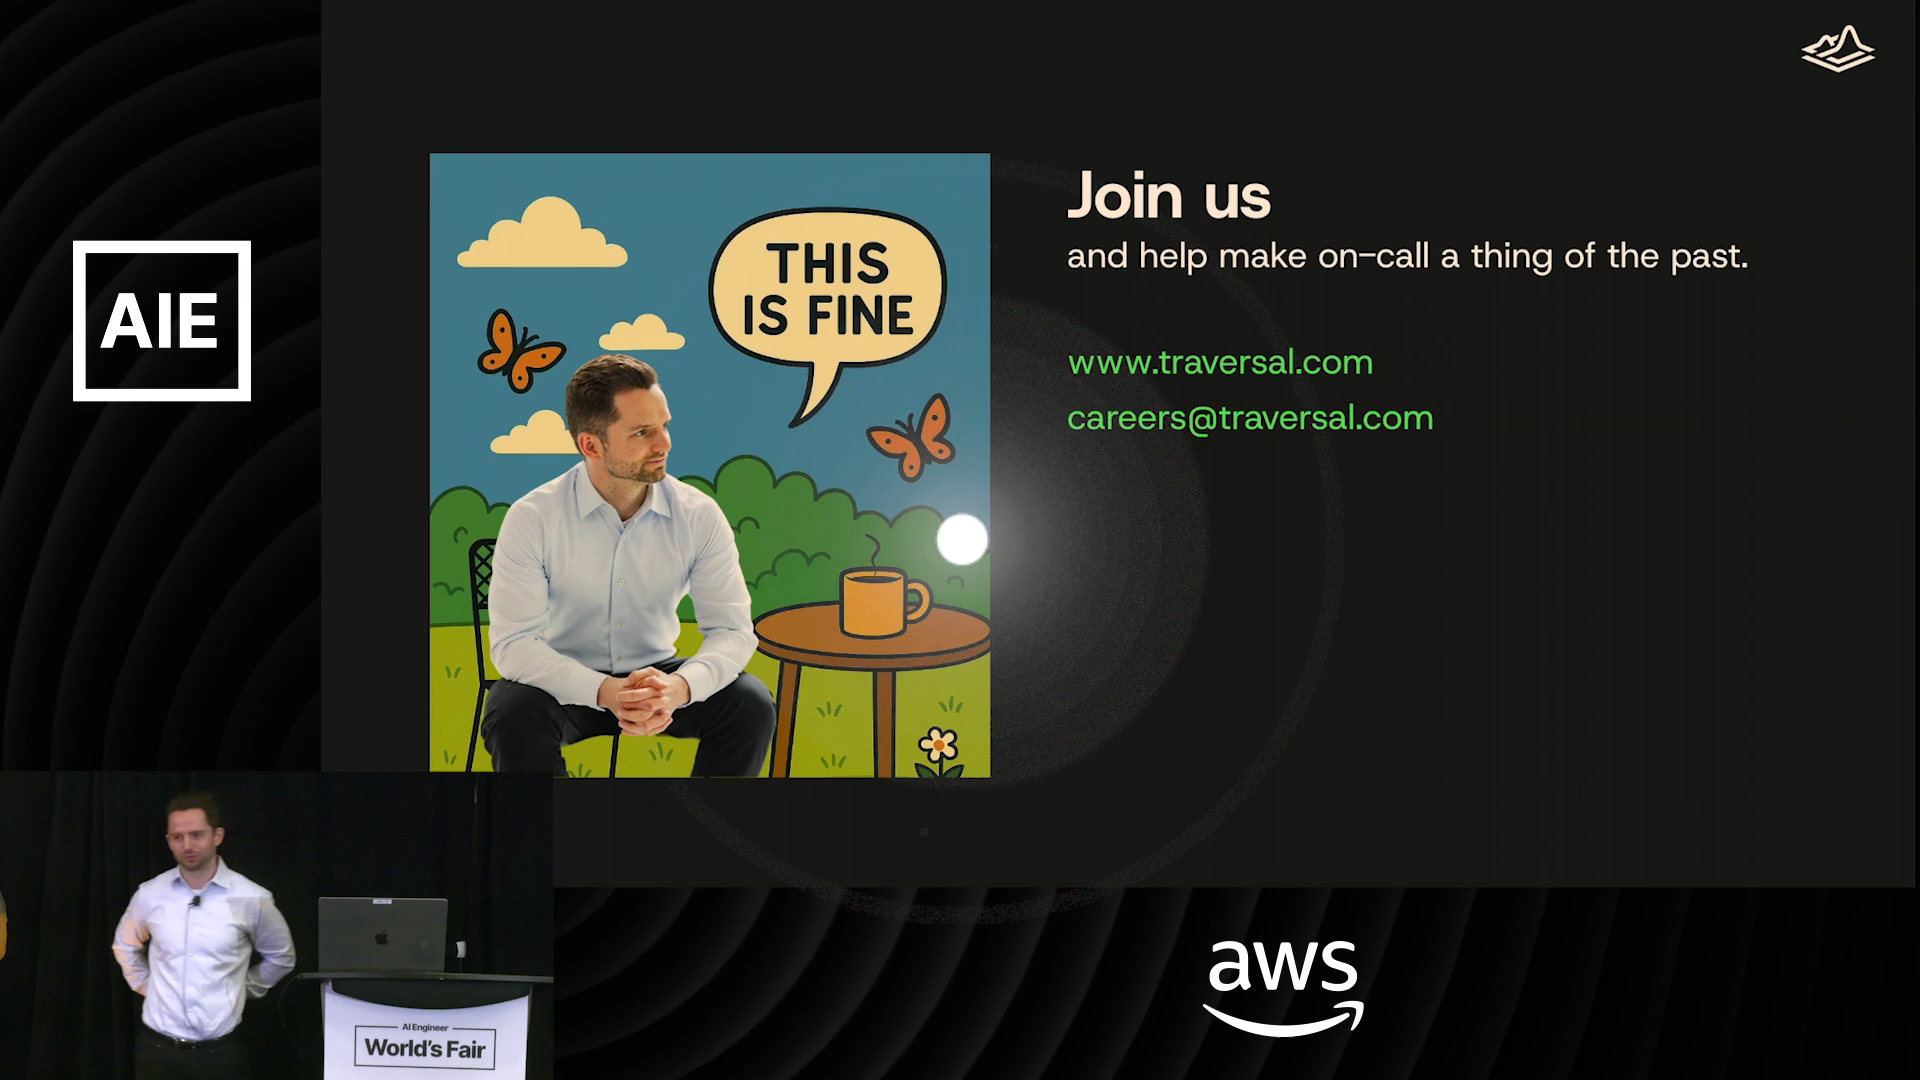 AIE
THIS
IS FINE
Join us
and help make on-call a thing of the past.
www.traversal.com
careers@traversal.com
AI Engineer
World's Fair
aws